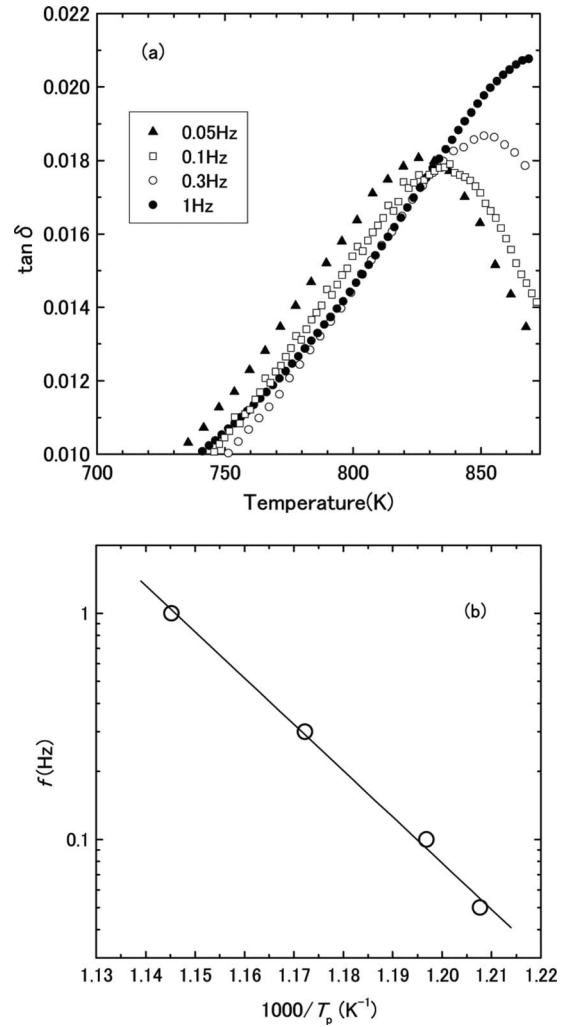 0.022
(a)
0.020
0.05Hz
0.1Hz
0.3Hz
1Hz
0.018
tan δ
0.016
0.014
0.012
0.010
700 750 800 850
Temperature(K)
(b)
1
f(Hz)
0.1
1.13 1.14 1.15 1.16 1.17 1.18 1.19 1.20 1.21 1.22
1000/Tp (K⁻¹)